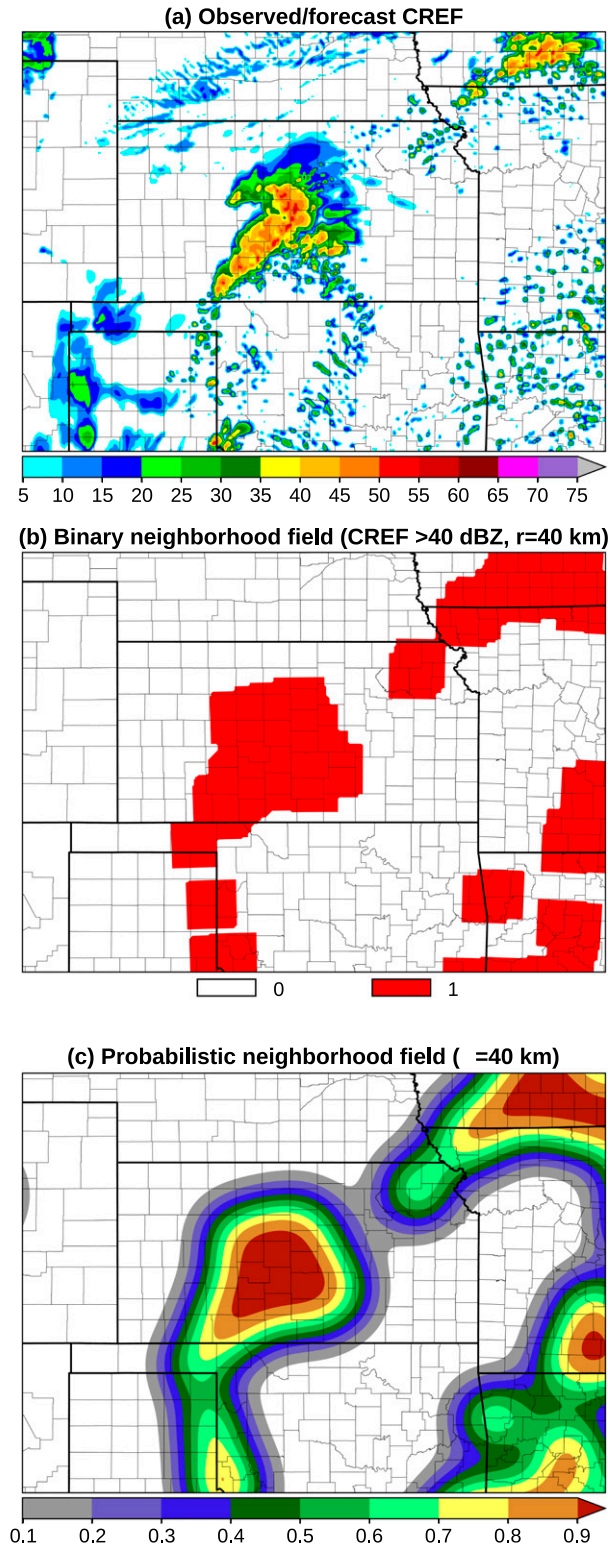 (a) Observed/forecast CREF
5 10 15 20 25 30 35 40 45 50 55 60 65 70 75
(b) Binary neighborhood field (CREF >40 dBZ, r=40 km)
0 1
(c) Probabilistic neighborhood field ( =40 km)
0.1 0.2 0.3 0.4 0.5 0.6 0.7 0.8 0.9